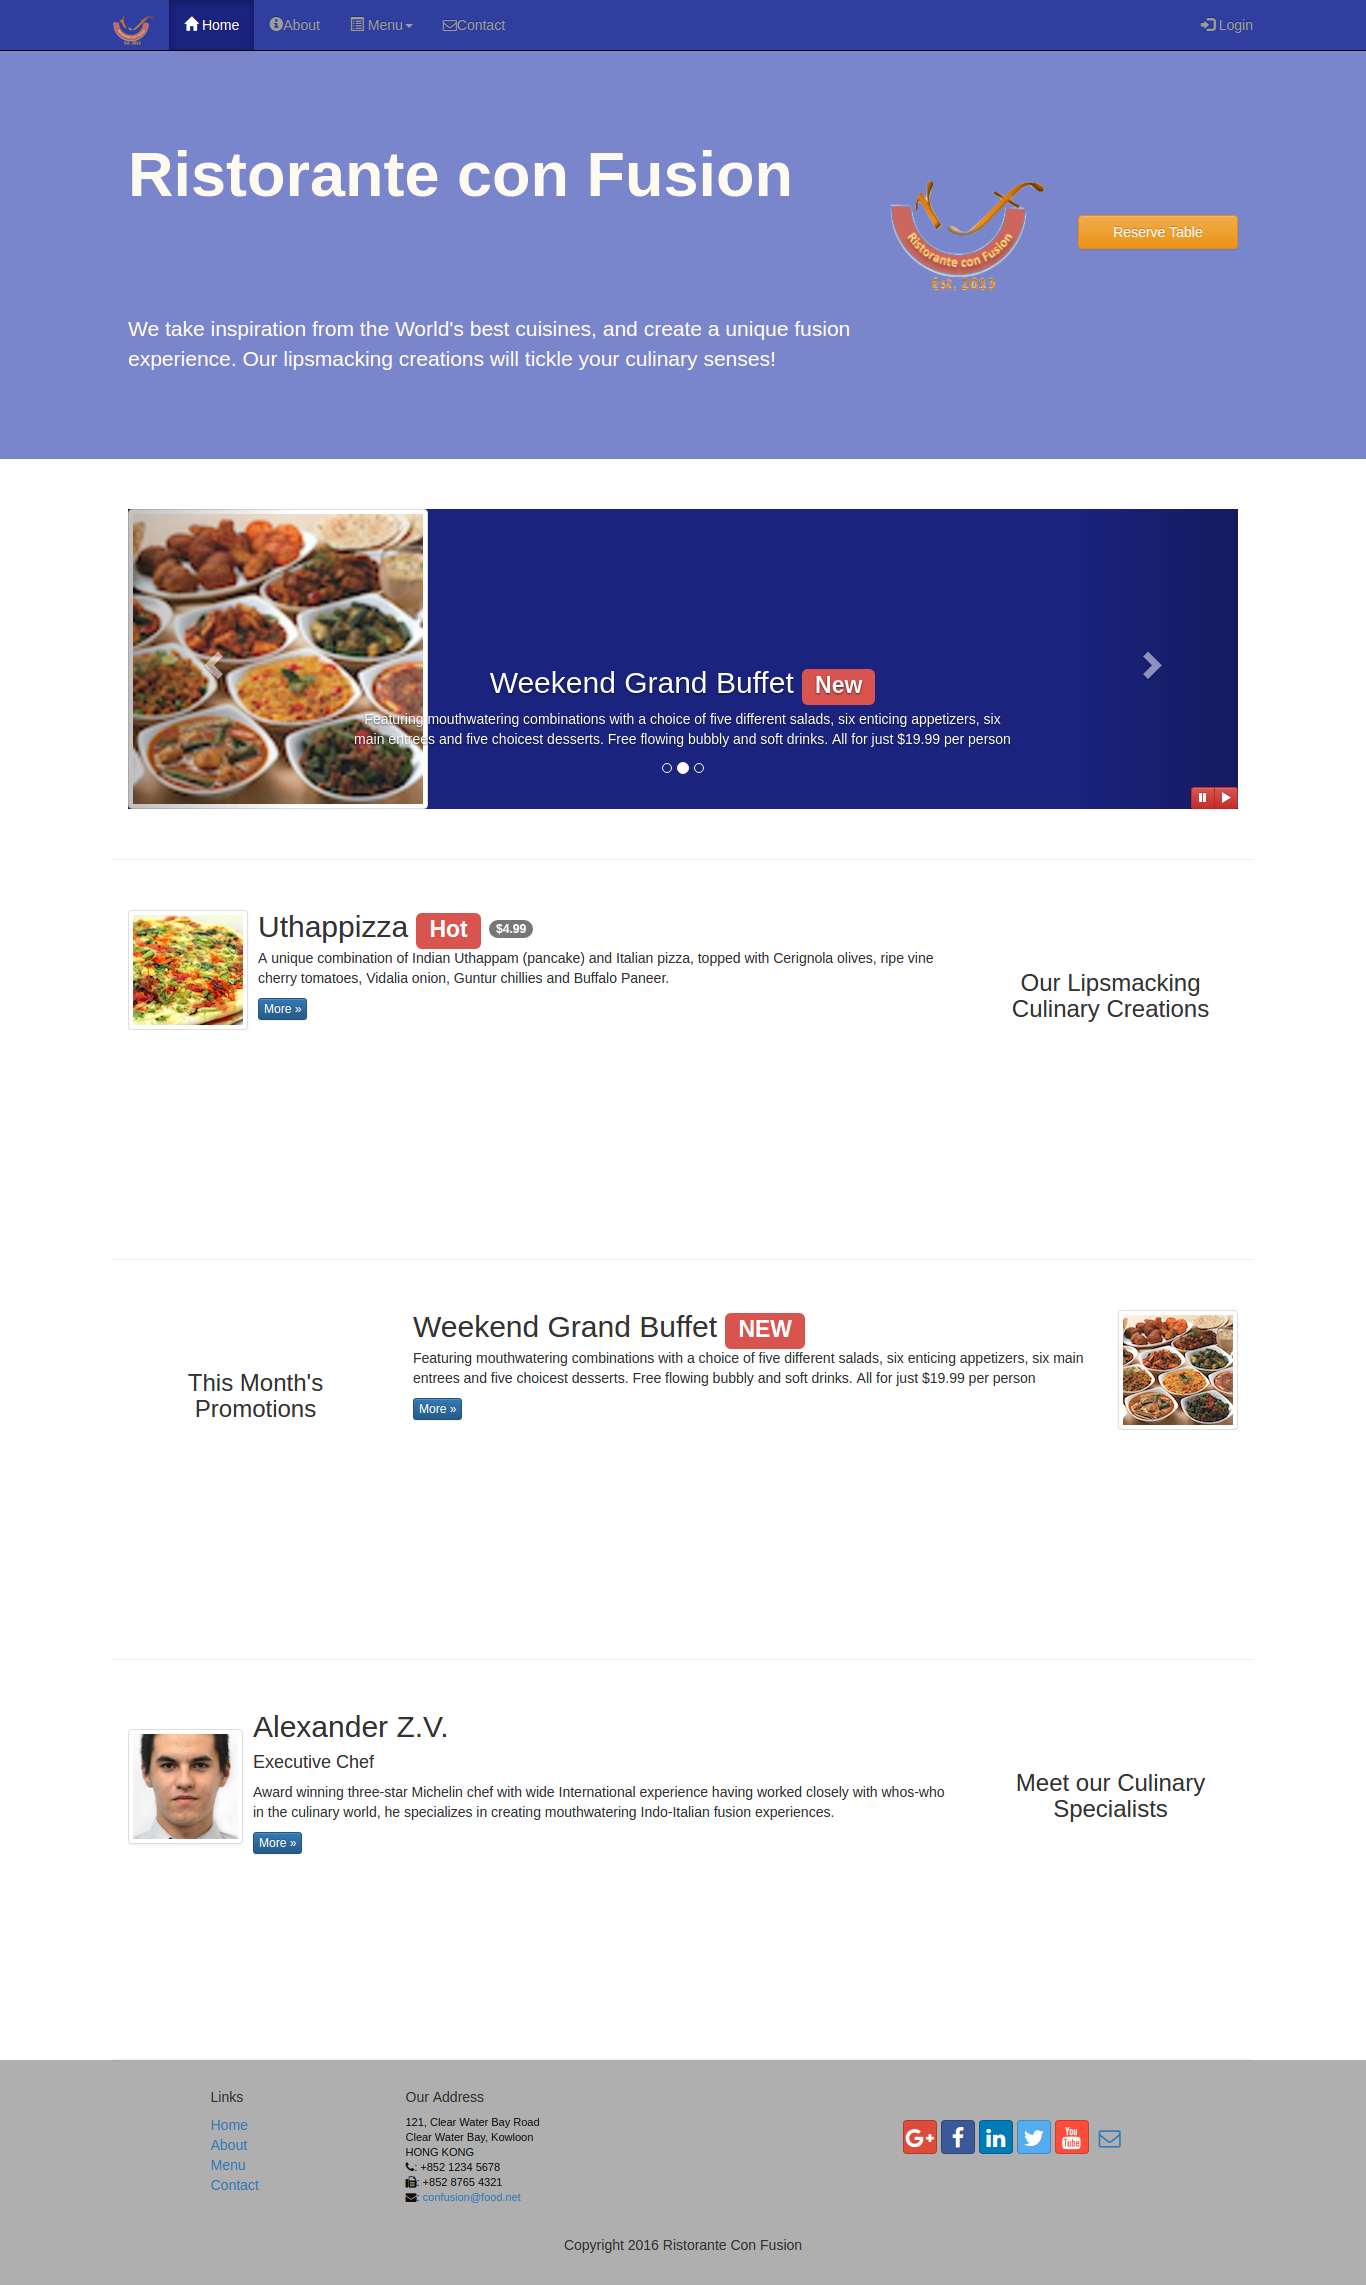 Home About Menu Contact Login
Ristorante con Fusion
Ristorante con Fusion
Est. 2013
Reserve Table
We take inspiration from the World's best cuisines, and create a unique fusion
experience. Our lipsmacking creations will tickle your culinary senses!
Weekend Grand Buffet New
Featuring mouthwatering combinations with a choice of five different salads, six enticing appetizers, six
main entrees and five choicest desserts. Free flowing bubbly and soft drinks. All for just $19.99 per person
Uthappizza Hot $4.99
A unique combination of Indian Uthappam (pancake) and Italian pizza, topped with Cerignola olives, ripe vine
cherry tomatoes, Vidalia onion, Guntur chillies and Buffalo Paneer.
More »
Our Lipsmacking
Culinary Creations
This Month's
Promotions
Weekend Grand Buffet NEW
Featuring mouthwatering combinations with a choice of five different salads, six enticing appetizers, six main
entrees and five choicest desserts. Free flowing bubbly and soft drinks. All for just $19.99 per person
More »
Alexander Z.V.
Executive Chef
Award winning three-star Michelin chef with wide International experience having worked closely with whos-who
in the culinary world, he specializes in creating mouthwatering Indo-Italian fusion experiences.
More »
Meet our Culinary
Specialists
Links
Home
About
Menu
Contact
Our Address
121, Clear Water Bay Road
Clear Water Bay, Kowloon
HONG KONG
: +852 1234 5678
: +852 8765 4321
: confusion@food.net
You
Tube
Copyright 2016 Ristorante Con Fusion